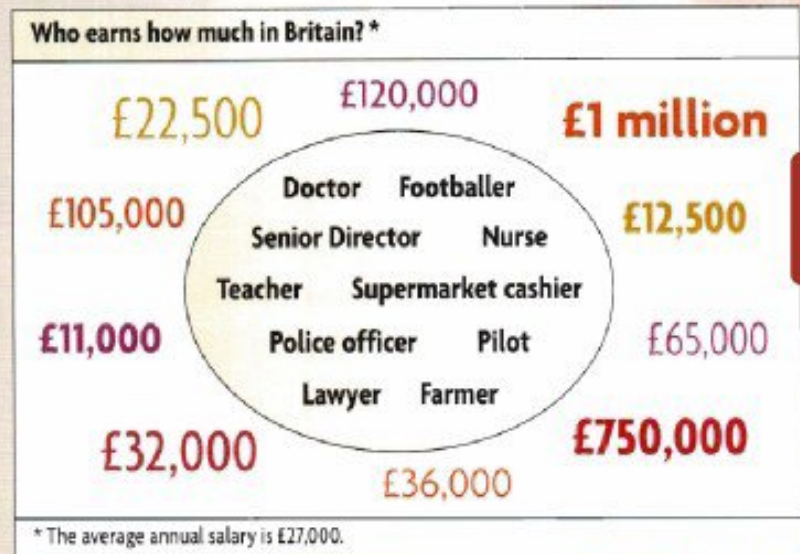 Who earns how much in Britain? *
£22,500 £120,000 £1 million
£105,000 Doctor Footballer £12,500
Senior Director Nurse
Teacher Supermarket cashier
£11,000 Police officer Pilot £65,000
Lawyer Farmer
£32,000 £36,000 £750,000
* The average annual salary is £27,000.